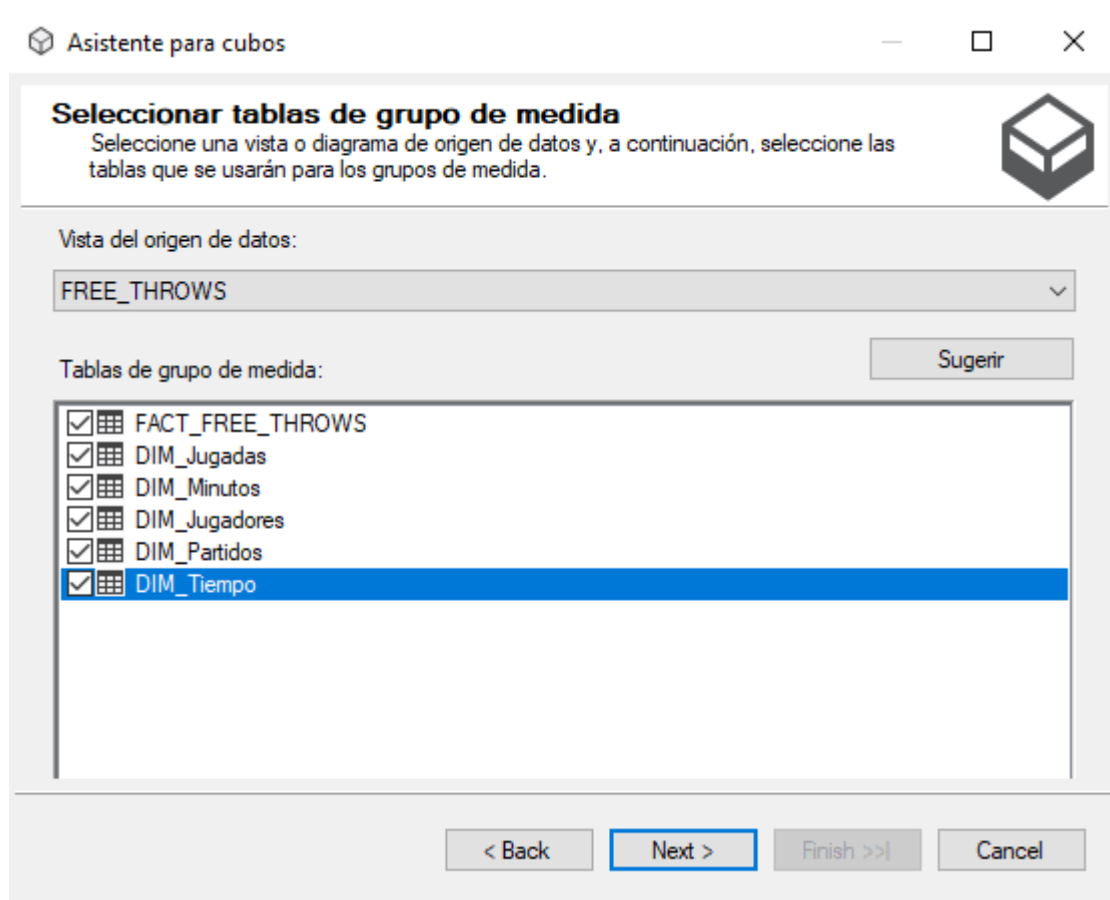 Asistente para cubos
Seleccionar tablas de grupo de medida
Seleccione una vista o diagrama de origen de datos y, a continuación, seleccione las
tablas que se usarán para los grupos de medida.
Vista del origen de datos:
FREE_THROWS
Sugerir
Tablas de grupo de medida:
FACT_FREE_THROWS
DIM_Jugadas
DIM_Minutos
DIM_Jugadores
DIM_Partidos
DIM_Tiempo
< Back
Next >
Finish >>|
Cancel